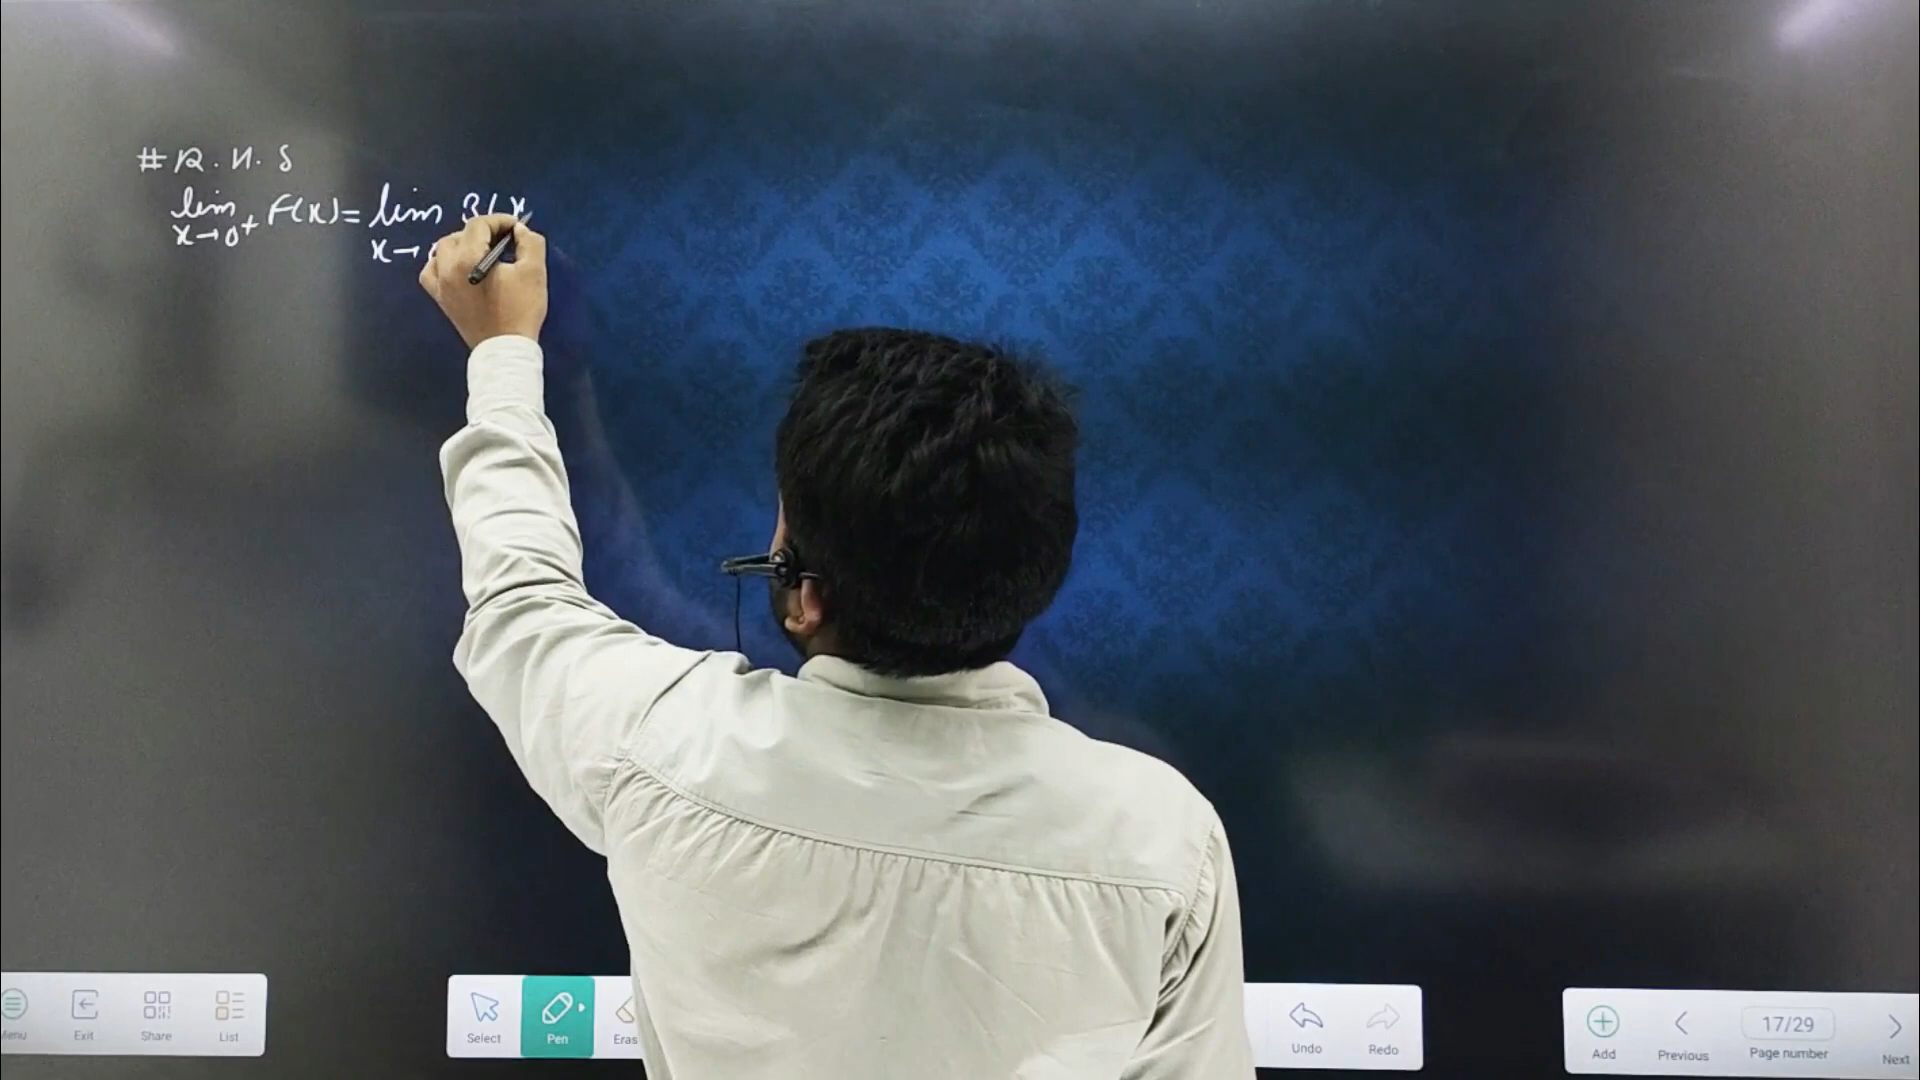 # R.H.S
lim F(x) = lim 3(x
x→0+ x→
Menu Exit Share List
Select Pen Eras
Undo Redo
Add Previous 17/29 Page number Next